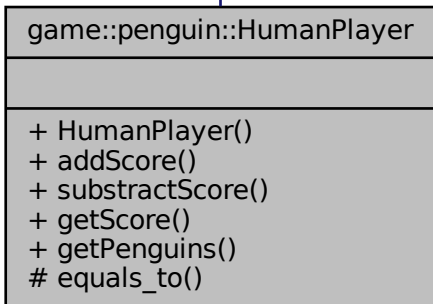 game::penguin::HumanPlayer
+ HumanPlayer()
+ addScore()
+ substractScore()
+ getScore()
+ getPenguins()
# equals_to()